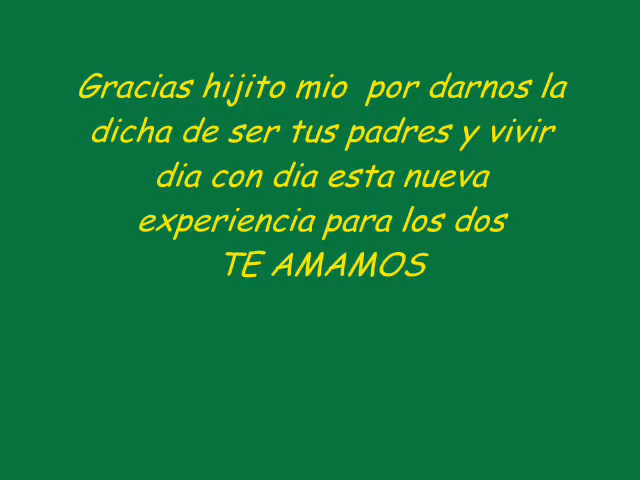 Gracias hijito mio  por darnos la
dicha de ser tus padres y vivir
dia con dia esta nueva
experiencia para los dos
TE AMAMOS